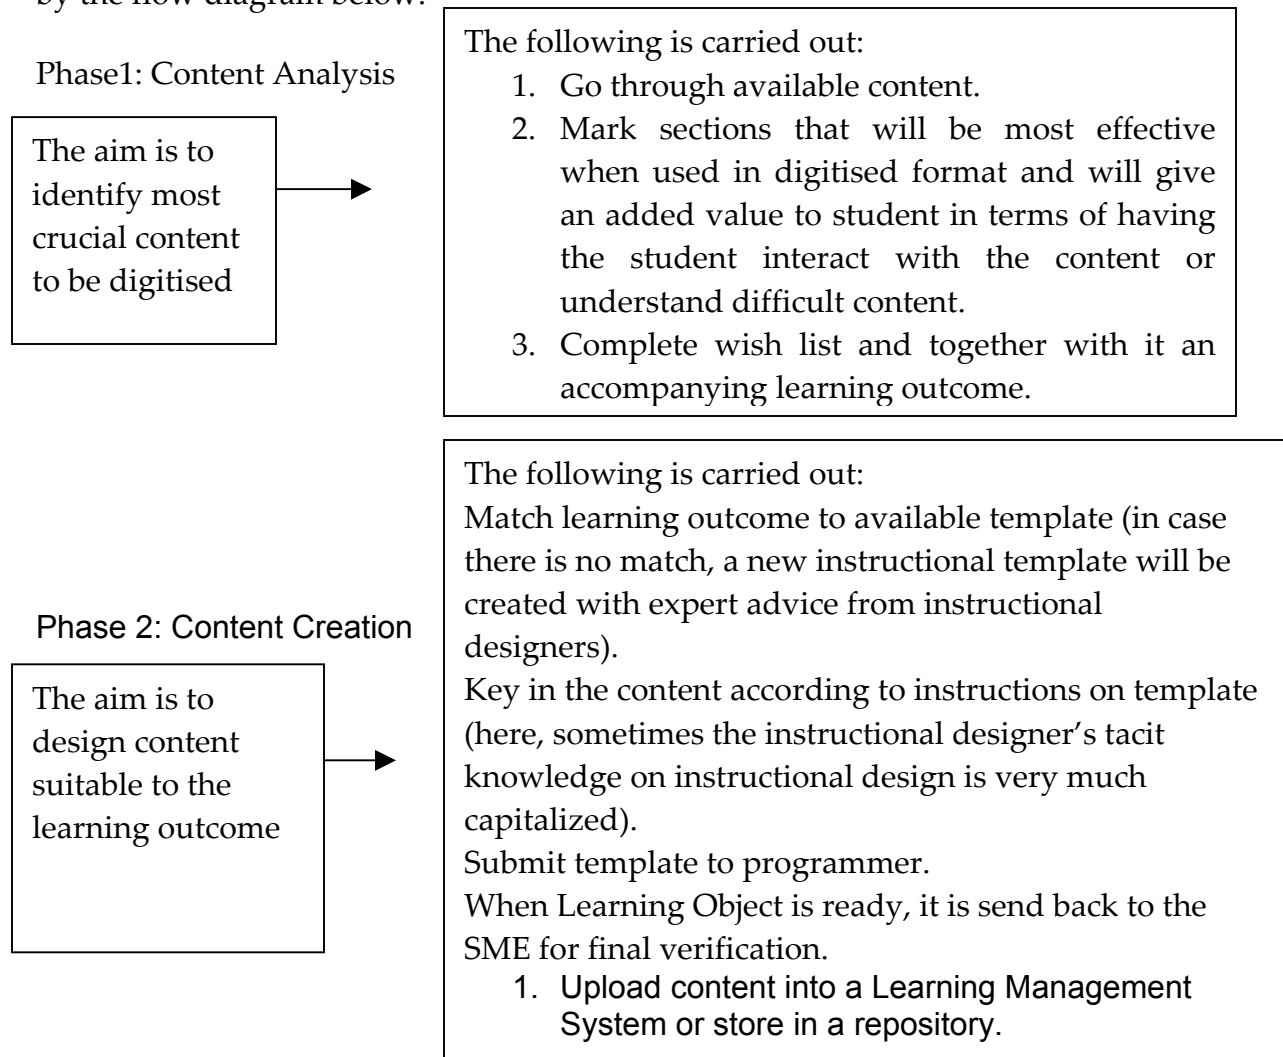 by the flow diagram below.
Phase1: Content Analysis
The aim is to
identify most
crucial content
to be digitised
The following is carried out:
1. Go through available content.
2. Mark sections that will be most effective
when used in digitised format and will give
an added value to student in terms of having
the student interact with the content or
understand difficult content.
3. Complete wish list and together with it an
accompanying learning outcome.
Phase 2: Content Creation
The aim is to
design content
suitable to the
learning outcome
The following is carried out:
Match learning outcome to available template (in case
there is no match, a new instructional template will be
created with expert advice from instructional
designers).
Key in the content according to instructions on template
(here, sometimes the instructional designer’s tacit
knowledge on instructional design is very much
capitalized).
Submit template to programmer.
When Learning Object is ready, it is send back to the
SME for final verification.
1. Upload content into a Learning Management
System or store in a repository.